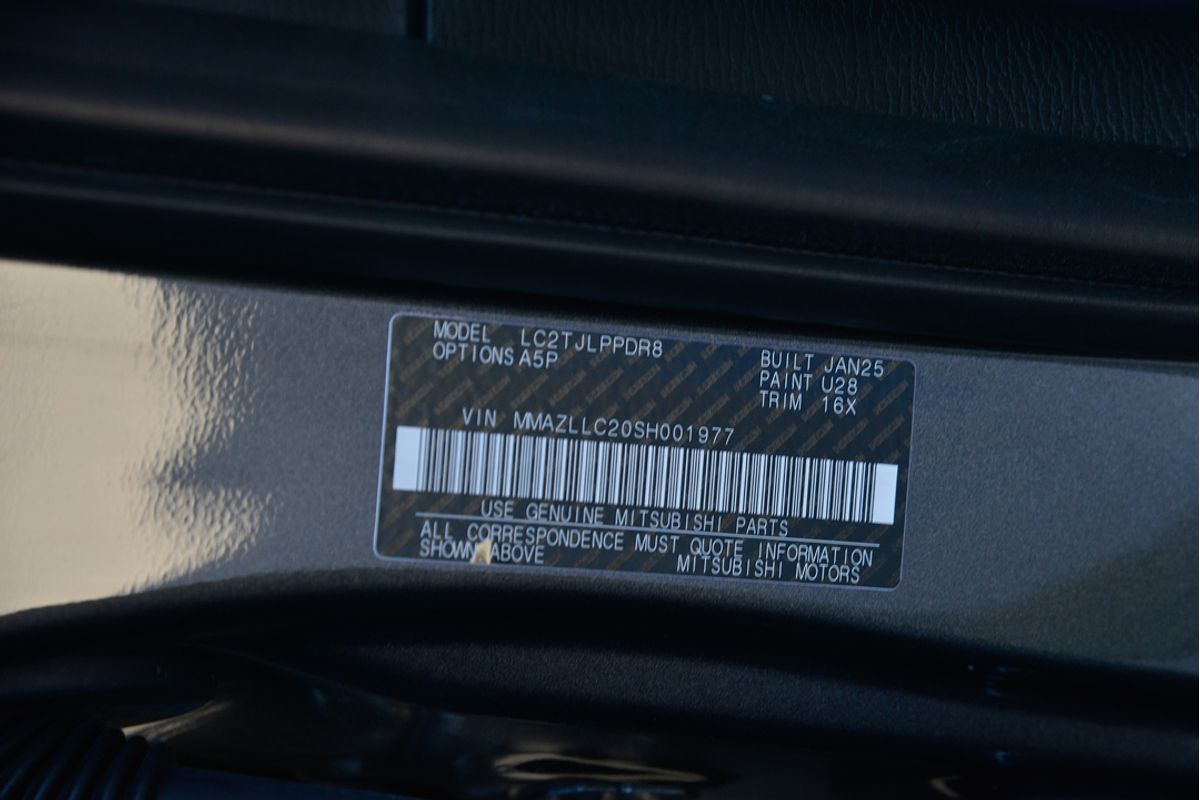 MODEL LC2TJLPPDR8
OPTIONS A5P
BUILT JAN25
PAINT U28
TRIM 16X
VIN MMAZLLC20SH001977
USE GENUINE MITSUBISHI PARTS
ALL CORRESPONDENCE MUST QUOTE INFORMATION
SHOWN ABOVE MITSUBISHI MOTORS